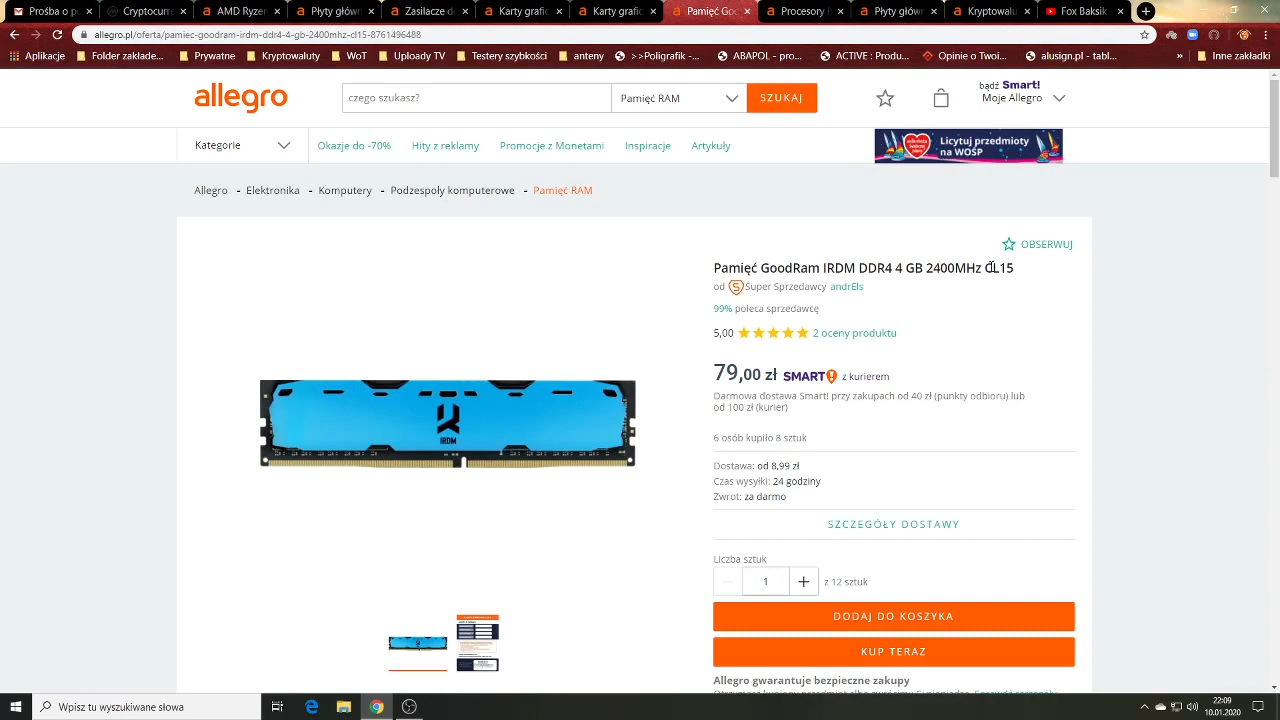 Prośba o p
Cryptocurre
AMD Ryzen
Płyty główn
Zasilacze d
Karty grafic
Karty grafic
Pamięć Goo
Procesory I
Płyty główn
Kryptowalu
Fox Baksik
allegro.pl/oferta/pamiec-goodram-irdm-ddr4-4-gb-2400mhz-cl15-8761496488
Aplikacje
Fundamenty
Kryptowaluty
WoT
Uploady TV
Testery szybkości
anteny
>>Poligrafik -...
ABAPOL - pro...
ACTIVE : Produ...
Opinie o Two...
alusign.pl - tabl...
Inne zakładki
allegro
czego szukasz?
Pamięć RAM
SZUKAJ
bądź Smart!
Moje Allegro
Kategorie
Okazje do -70%
Hity z reklamy
Promocje z Monetami
Inspiracje
Artykuły
Licytuj przedmioty
na WOŚP
Allegro - Elektronika - Komputery - Podzespoły komputerowe - Pamięć RAM
OBSERWUJ
Pamięć GoodRam IRDM DDR4 4 GB 2400MHz CL15
od Super Sprzedawcy andrEls
99% poleca sprzedawcę
5,00 2 oceny produktu
79,00 zł SMART! z kurierem
Darmowa dostawa Smart! przy zakupach od 40 zł (punkty odbioru) lub
od 100 zł (kurier)
6 osób kupiło 8 sztuk
IRDM
Dostawa: od 8,99 zł
Czas wysyłki: 24 godziny
Zwrot: za darmo
SZCZEGÓŁY DOSTAWY
Liczba sztuk
1
z 12 sztuk
DODAJ DO KOSZYKA
KUP TERAZ
Allegro gwarantuje bezpieczne zakupy
Wpisz tu wyszukiwane słowa
22:09
10.01.2020